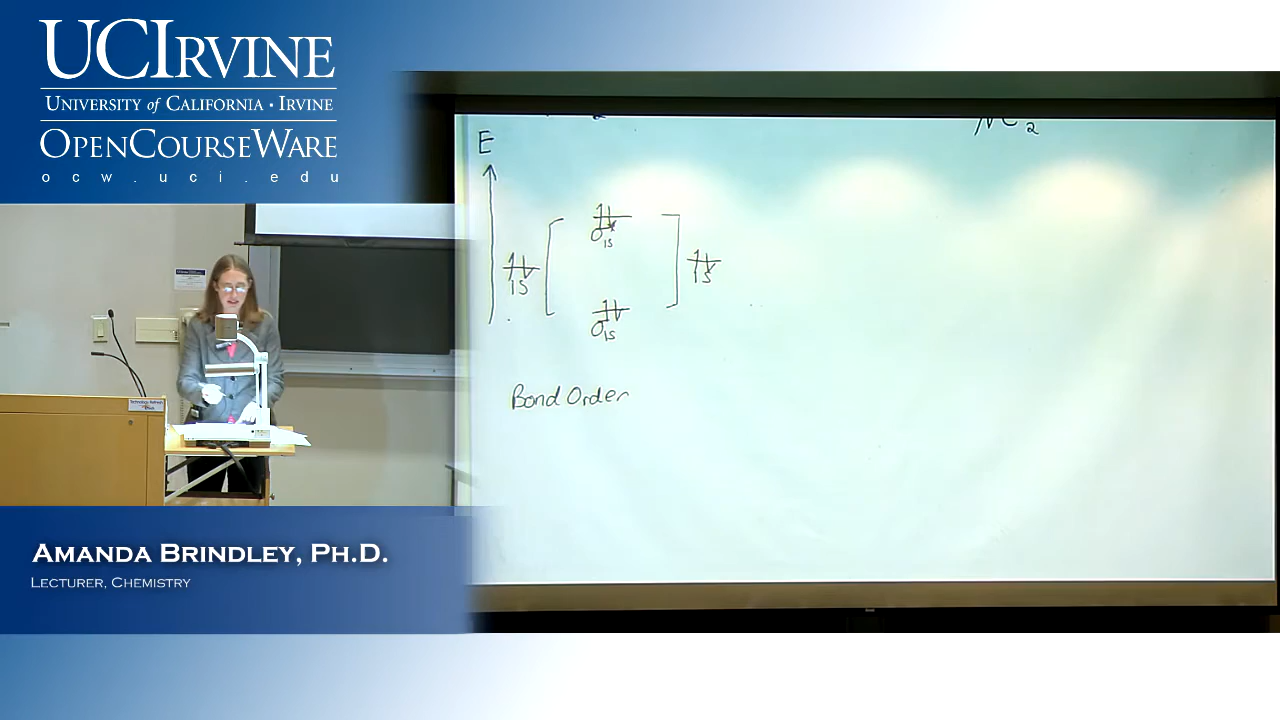 UCIRVINE
UNIVERSITY of CALIFORNIA • IRVINE
OPENCOURSEWARE
ocw.uci.edu
E
1s
σ*1s
1s
σ1s
Bond Order
AMANDA BRINDLEY, PH.D.
LECTURER, CHEMISTRY